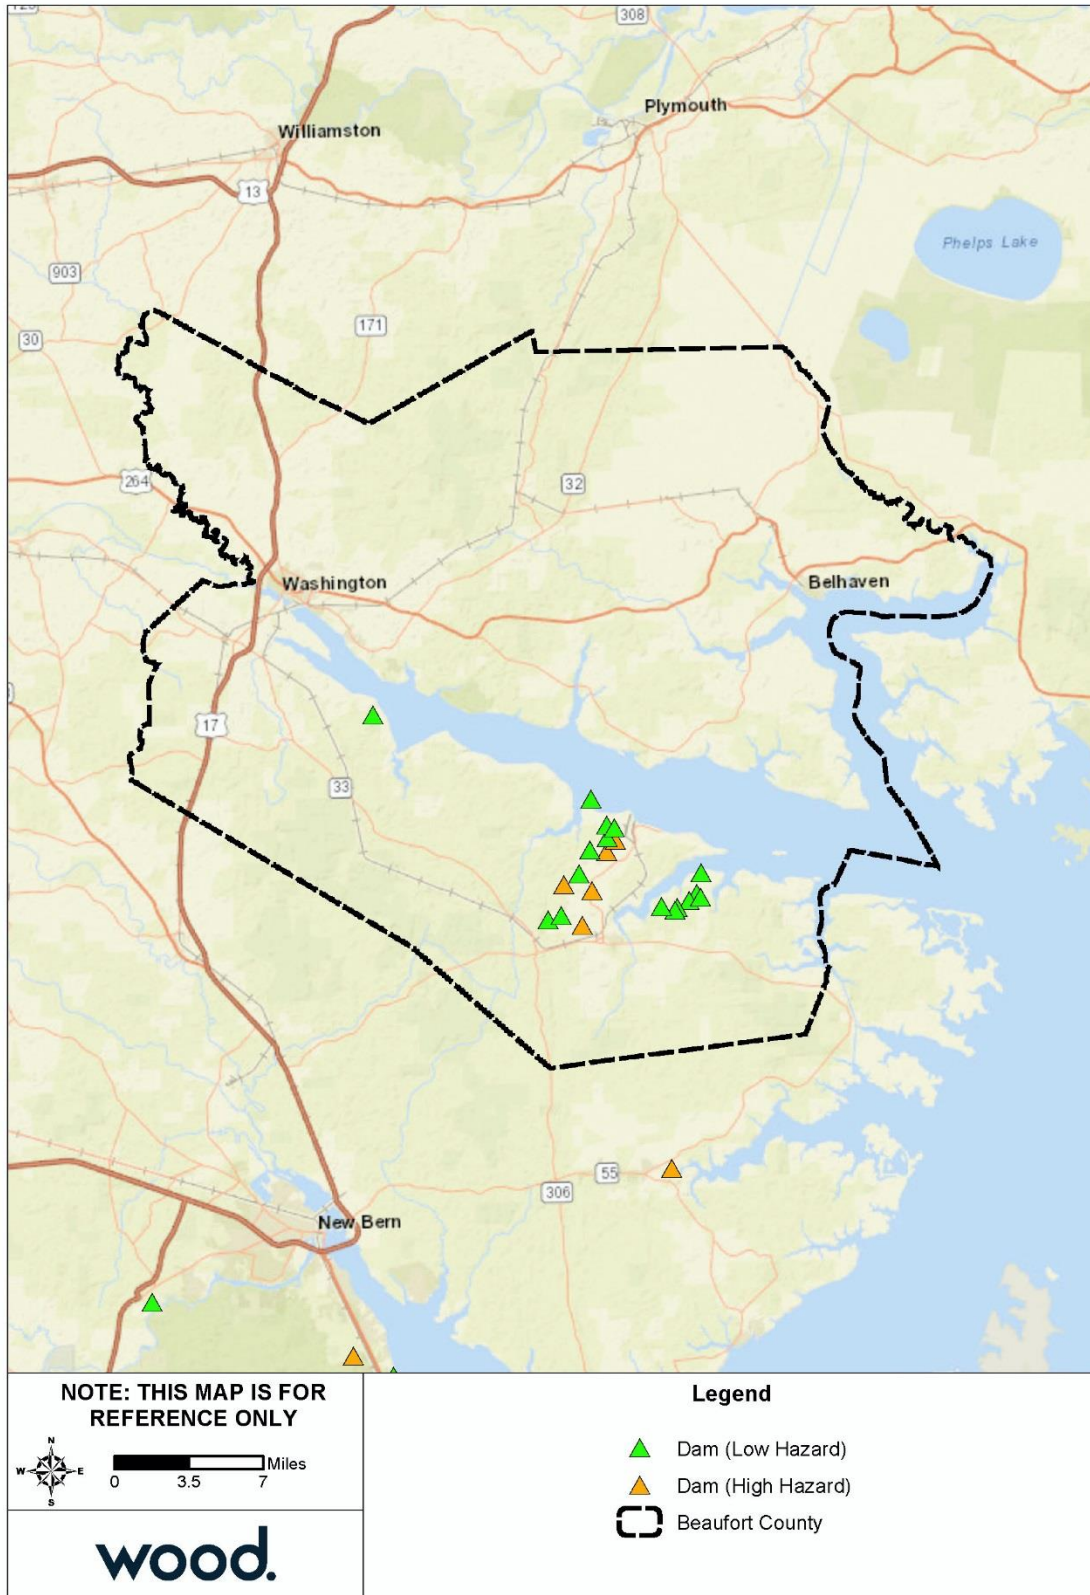 308
Plymouth
Williamston
13
Phelps Lake
903
171
30
264
32
Washington
Belhaven
17
33
55
306
New Bern
NOTE: THIS MAP IS FOR
REFERENCE ONLY
N
W E
S
Miles
0 3.5 7
wood.
Legend
Dam (Low Hazard)
Dam (High Hazard)
Beaufort County